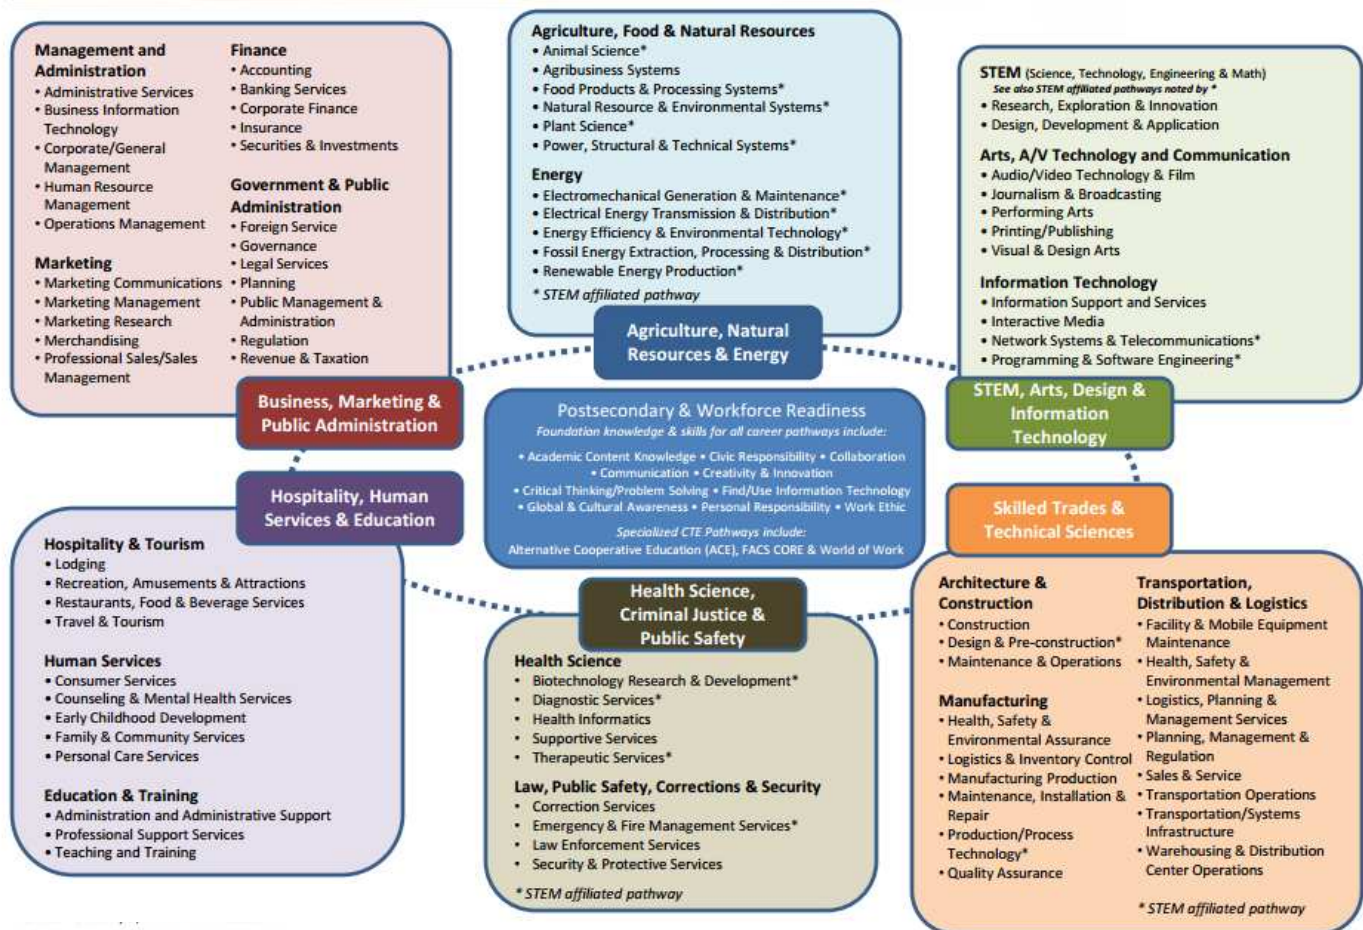 Management and
Administration
• Administrative Services
• Business Information
Technology
• Corporate/General
Management
• Human Resource
Management
• Operations Management
Marketing
• Marketing Communications
• Marketing Management
• Marketing Research
• Merchandising
• Professional Sales/Sales
Management
Finance
• Accounting
• Banking Services
• Corporate Finance
• Insurance
• Securities & Investments
Government & Public
Administration
• Foreign Service
• Governance
• Legal Services
• Planning
• Public Management &
Administration
• Regulation
• Revenue & Taxation
Business, Marketing &
Public Administration
Agriculture, Food & Natural Resources
• Animal Science*
• Agribusiness Systems
• Food Products & Processing Systems*
• Natural Resource & Environmental Systems*
• Plant Science*
• Power, Structural & Technical Systems*
Energy
• Electromechanical Generation & Maintenance*
• Electrical Energy Transmission & Distribution*
• Energy Efficiency & Environmental Technology*
• Fossil Energy Extraction, Processing & Distribution*
• Renewable Energy Production*
* STEM affiliated pathway
Agriculture, Natural
Resources & Energy
STEM (Science, Technology, Engineering & Math)
See also STEM affiliated pathways noted by *
• Research, Exploration & Innovation
• Design, Development & Application
Arts, A/V Technology and Communication
• Audio/Video Technology & Film
• Journalism & Broadcasting
• Performing Arts
• Printing/Publishing
• Visual & Design Arts
Information Technology
• Information Support and Services
• Interactive Media
• Network Systems & Telecommunications*
• Programming & Software Engineering*
STEM, Arts, Design &
Information
Technology
Postsecondary & Workforce Readiness
Foundation knowledge & skills for all career pathways include:
• Academic Content Knowledge • Civic Responsibility • Collaboration
• Communication • Creativity & Innovation
• Critical Thinking/Problem Solving • Find/Use Information Technology
• Global & Cultural Awareness • Personal Responsibility • Work Ethic
Specialized CTE Pathways include:
Alternative Cooperative Education (ACE), FACS CORE & World of Work
Hospitality, Human
Services & Education
Hospitality & Tourism
• Lodging
• Recreation, Amusements & Attractions
• Restaurants, Food & Beverage Services
• Travel & Tourism
Human Services
• Consumer Services
• Counseling & Mental Health Services
• Early Childhood Development
• Family & Community Services
• Personal Care Services
Education & Training
• Administration and Administrative Support
• Professional Support Services
• Teaching and Training
Health Science,
Criminal Justice &
Public Safety
Health Science
• Biotechnology Research & Development*
• Diagnostic Services*
• Health Informatics
• Supportive Services
• Therapeutic Services*
Law, Public Safety, Corrections & Security
• Correction Services
• Emergency & Fire Management Services*
• Law Enforcement Services
• Security & Protective Services
* STEM affiliated pathway
Skilled Trades &
Technical Sciences
Architecture &
Construction
• Construction
• Design & Pre-construction*
• Maintenance & Operations
Manufacturing
• Health, Safety &
Environmental Assurance
• Logistics & Inventory Control
• Manufacturing Production
• Maintenance, Installation &
Repair
• Production/Process
Technology*
• Quality Assurance
Transportation,
Distribution & Logistics
• Facility & Mobile Equipment
Maintenance
• Health, Safety &
Environmental Management
• Logistics, Planning &
Management Services
• Planning, Management &
Regulation
• Sales & Service
• Transportation Operations
• Transportation/Systems
Infrastructure
• Warehousing & Distribution
Center Operations
* STEM affiliated pathway